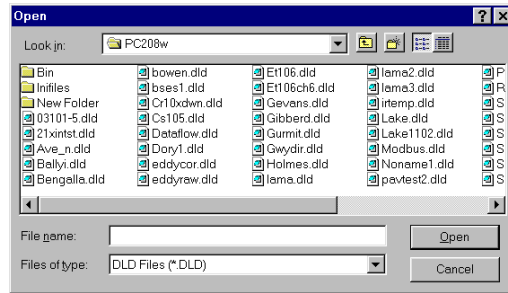 Open
Look in: PC208w
Bin bowen.dld Et106.dld lama2.dld P
Inifiles bses1.dld Et106ch6.dld lama3.dld R
New Folder Cr10xdwn.dld Gevans.dld irtemp.dld S
03101-5.dld Cs105.dld Gibberd.dld Lake.dld S
21xintst.dld Dataflow.dld Gurmit.dld Lake1102.dld S
Ave_n.dld Dory1.dld Gwydir.dld Modbus.dld S
Ballyi.dld eddycor.dld Holmes.dld Noname1.dld S
Bengalla.dld eddyraw.dld lama.dld pavtest2.dld S
File name: Open
Files of type: DLD Files (*.DLD) Cancel